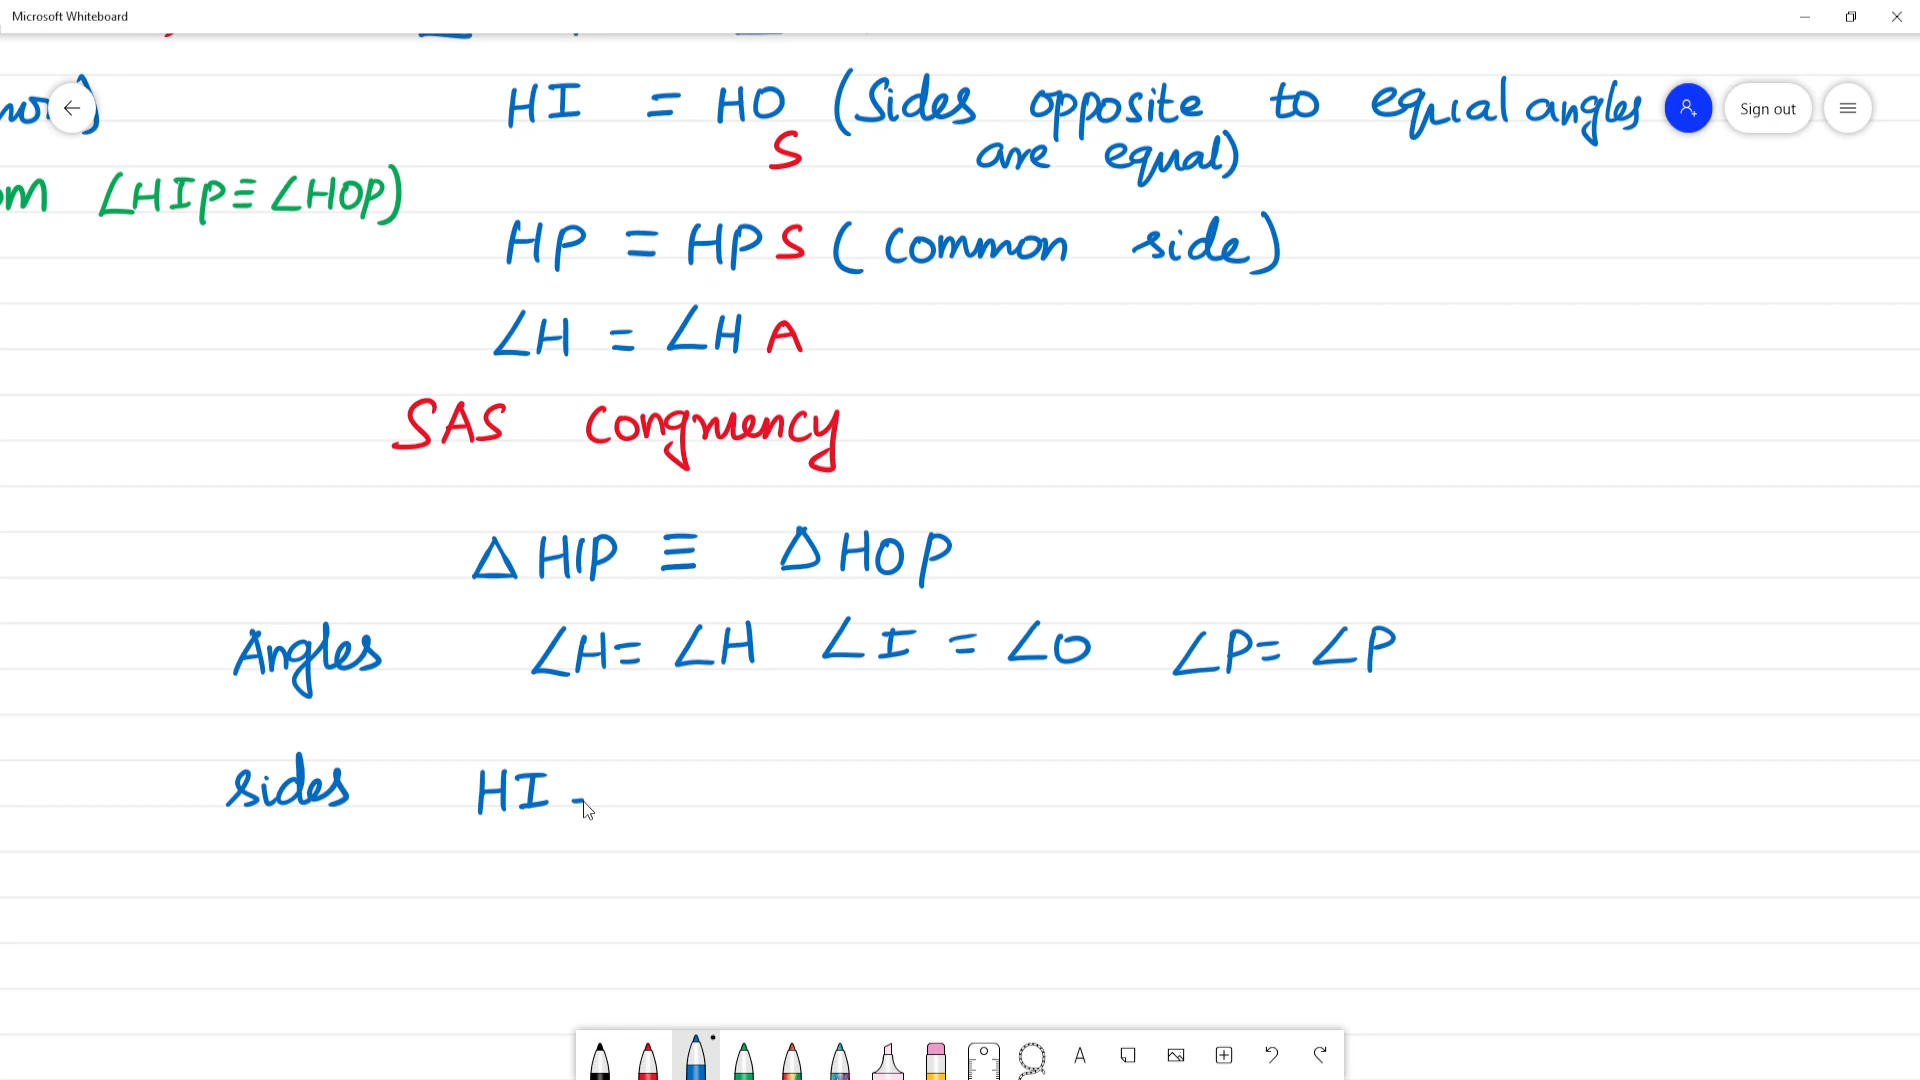 Microsoft Whiteboard
HI = HO (Sides opposite to equal angles
Sign out
S are equal)
∠HIP ≡ ∠HOP)
HP = HP S (common side)
∠H = ∠H A
SAS Congruency
△ HIP ≡ △ HOP
Angles ∠H = ∠H ∠I = ∠O ∠P = ∠P
sides HI -
A